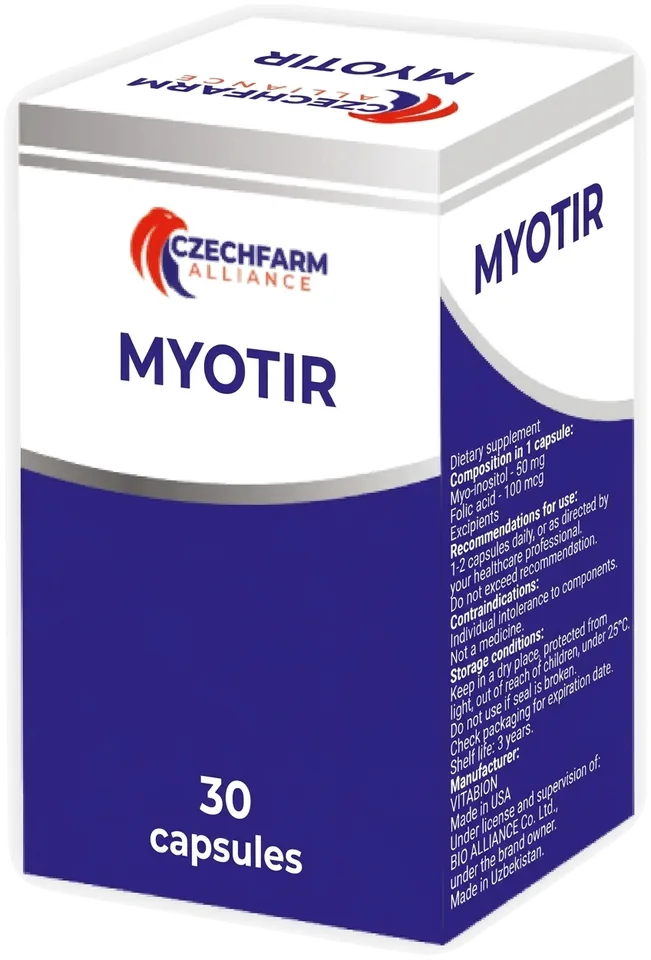 MYOTIR
CZECHFARM
ALLIANCE
CZECHFARM
ALLIANCE
MYOTIR
30
capsules
MYOTIR
Dietary supplement
Composition in 1 capsule:
Myo-inositol - 50 mg
Folic acid - 100 mcg
Excipients
Recommendations for use:
1-2 capsules daily, or as directed by
your healthcare professional.
Do not exceed recommendstion.
Contraindications:
Individual intolerance to components.
Not a medicine.
Storage conditions:
Keep in a dry place, protected from
light, out of reach of children, under 25°C.
Do not use if seal is broken.
Check packaging for expiration date.
Shelf life: 3 years.
Manufacturer:
VITABION
Made in USA
Under license and supervision of:
BIO ALLIANCE Co. Ltd.,
under the brand owner.
Made in Uzbekistan.